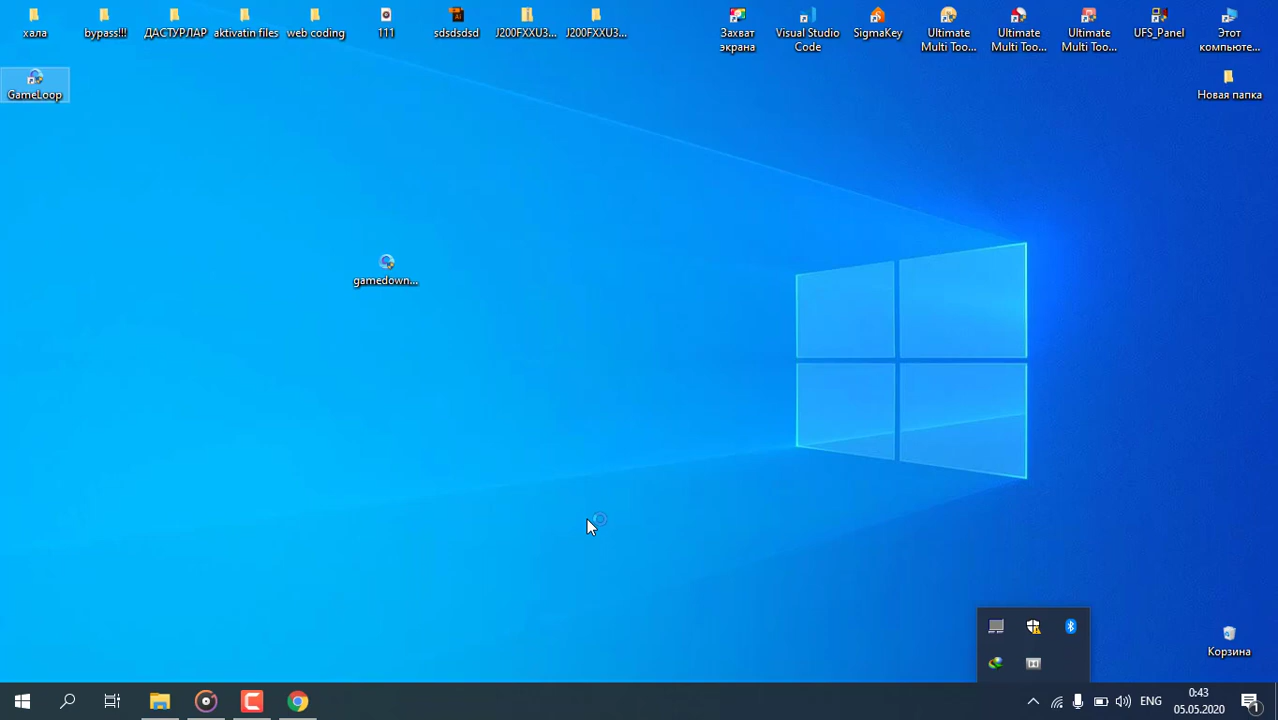 хала
bypass!!!
ДАСТУРЛАР
aktivatin files
web coding
111
sdsdsdsd
J200FXXU3...
J200FXXU3...
Захват
экрана
Visual Studio
Code
SigmaKey
Ultimate
Multi Too...
Ultimate
Multi Too...
Ultimate
Multi Too...
UFS_Panel
Этот
компьюте...
GameLoop
Новая папка
gamedown...
Корзина
ENG
0:43
05.05.2020
1